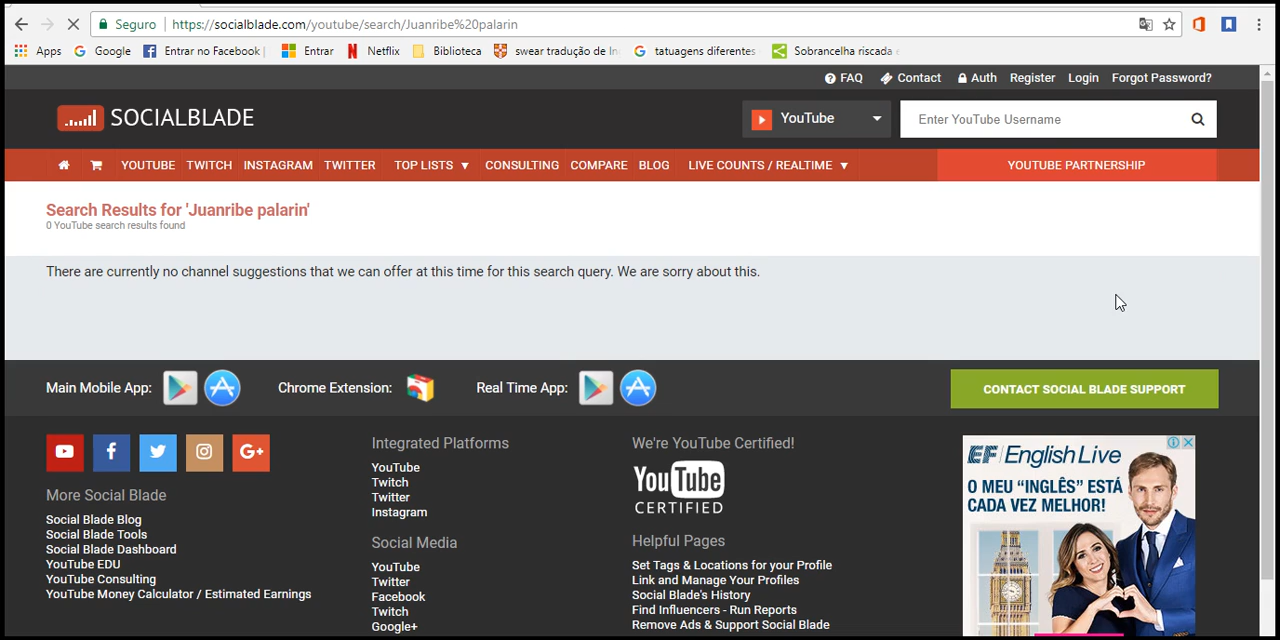 Seguro https://socialblade.com/youtube/search/Juanribe%20palarin
Apps Google Entrar no Facebook Entrar Netflix Biblioteca swear tradução de In tatuagens diferentes Sobrancelha riscada e
FAQ Contact Auth Register Login Forgot Password?
SOCIALBLADE YouTube Enter YouTube Username
YOUTUBE TWITCH INSTAGRAM TWITTER TOP LISTS CONSULTING COMPARE BLOG LIVE COUNTS / REALTIME YOUTUBE PARTNERSHIP
Search Results for 'Juanribe palarin'
0 YouTube search results found
There are currently no channel suggestions that we can offer at this time for this search query. We are sorry about this.
Main Mobile App: Chrome Extension: Real Time App: CONTACT SOCIAL BLADE SUPPORT
More Social Blade
Social Blade Blog
Social Blade Tools
Social Blade Dashboard
YouTube EDU
YouTube Consulting
YouTube Money Calculator / Estimated Earnings
Integrated Platforms
YouTube
Twitch
Twitter
Instagram
Social Media
YouTube
Twitter
Facebook
Twitch
Google+
We're YouTube Certified!
YouTube
CERTIFIED
Helpful Pages
Set Tags & Locations for your Profile
Link and Manage Your Profiles
Social Blade's History
Find Influencers - Run Reports
Remove Ads & Support Social Blade
EF English Live
O MEU “INGLÊS” ESTÁ
CADA VEZ MELHOR!